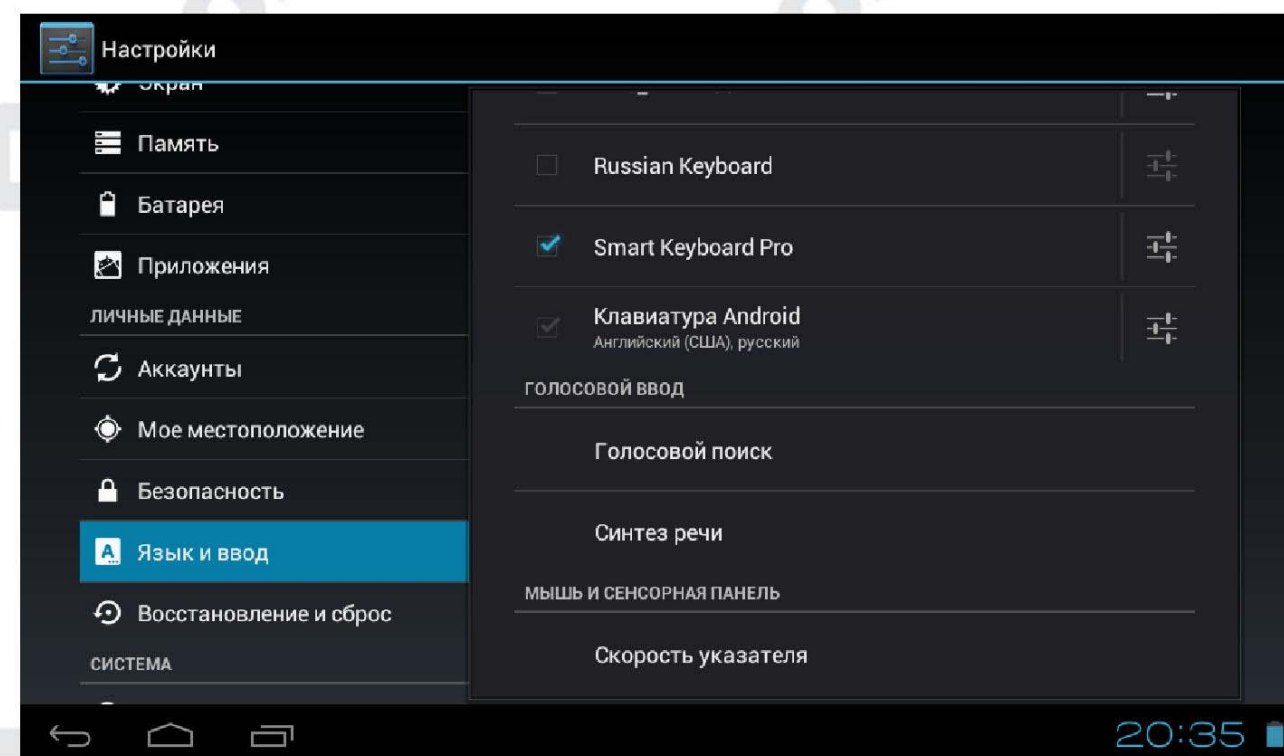 Настройки
Экран
Память
Батарея
Приложения
ЛИЧНЫЕ ДАННЫЕ
Аккаунты
Мое местоположение
Безопасность
Язык и ввод
Восстановление и сброс
СИСТЕМА
Russian Keyboard
Smart Keyboard Pro
Клавиатура Android
Английский (США), русский
ГОЛОСОВОЙ ВВОД
Голосовой поиск
Синтез речи
МЫШЬ И СЕНСОРНАЯ ПАНЕЛЬ
Скорость указателя
20:35